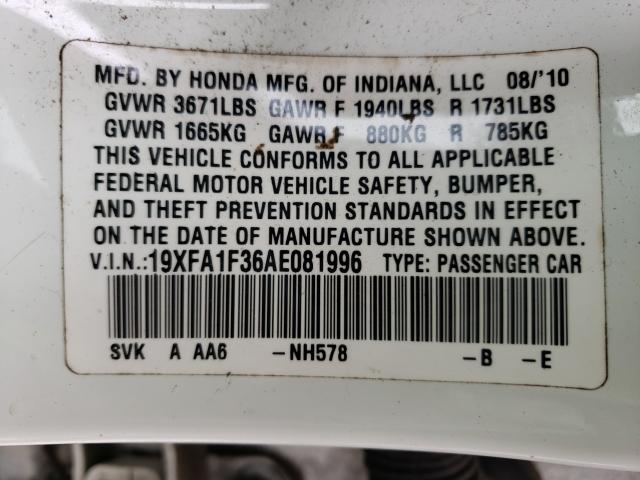 MFD. BY HONDA MFG. OF INDIANA, LLC 08/'10
GVWR 3671LBS GAWR F 1940LBS R 1731LBS
GVWR 1665KG GAWR F 880KG R 785KG
THIS VEHICLE CONFORMS TO ALL APPLICABLE
FEDERAL MOTOR VEHICLE SAFETY, BUMPER,
AND THEFT PREVENTION STANDARDS IN EFFECT
ON THE DATE OF MANUFACTURE SHOWN ABOVE.
V.I.N.:19XFA1F36AE081996 TYPE: PASSENGER CAR
SVK A AA6 -NH578 -B -E